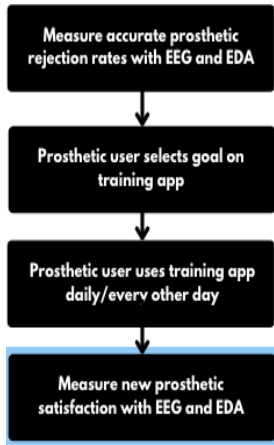 Measure accurate prosthetic
rejection rates with EEG and EDA
Prosthetic user selects goal on
training app
Prosthetic user uses training app
daily/every other day
Measure new prosthetic
satisfaction with EEG and EDA